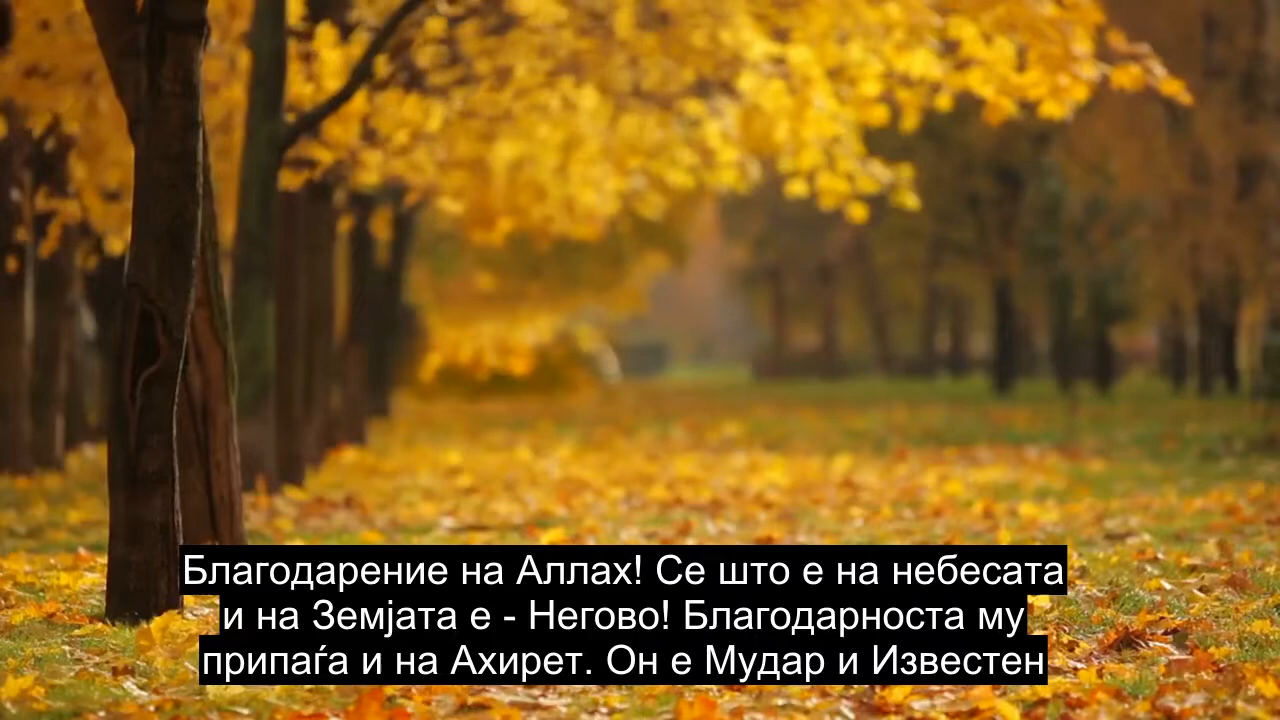 Благодарение на Аллах! Се што е на небесата
и на Земјата е - Негово! Благодарноста му
припаѓа и на Ахирет. Он е Мудар и Известен